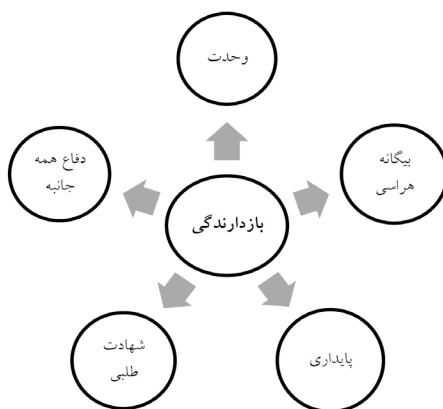 وحدت
بیگانه
هراسی
دفاع همه
جانبه
بازدارندگی
پایداری
شهادت
طلبی